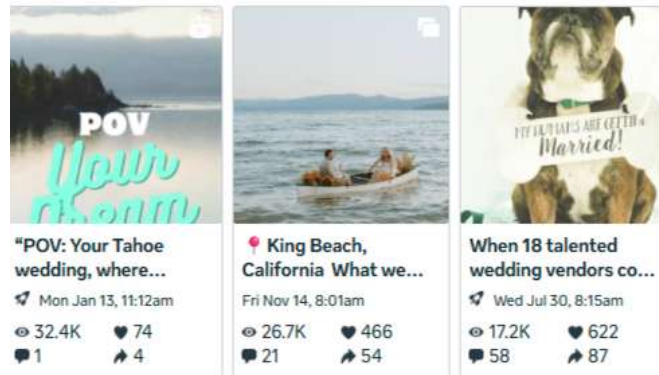 POV
Your
Dream
"POV: Your Tahoe
wedding, where...
Mon Jan 13, 11:12am
32.4K 74
1 4
King Beach,
California What we...
Fri Nov 14, 8:01am
26.7K 466
21 54
MY HUMANS ARE GETTING
Married!
When 18 talented
wedding vendors co...
Wed Jul 30, 8:15am
17.2K 622
58 87